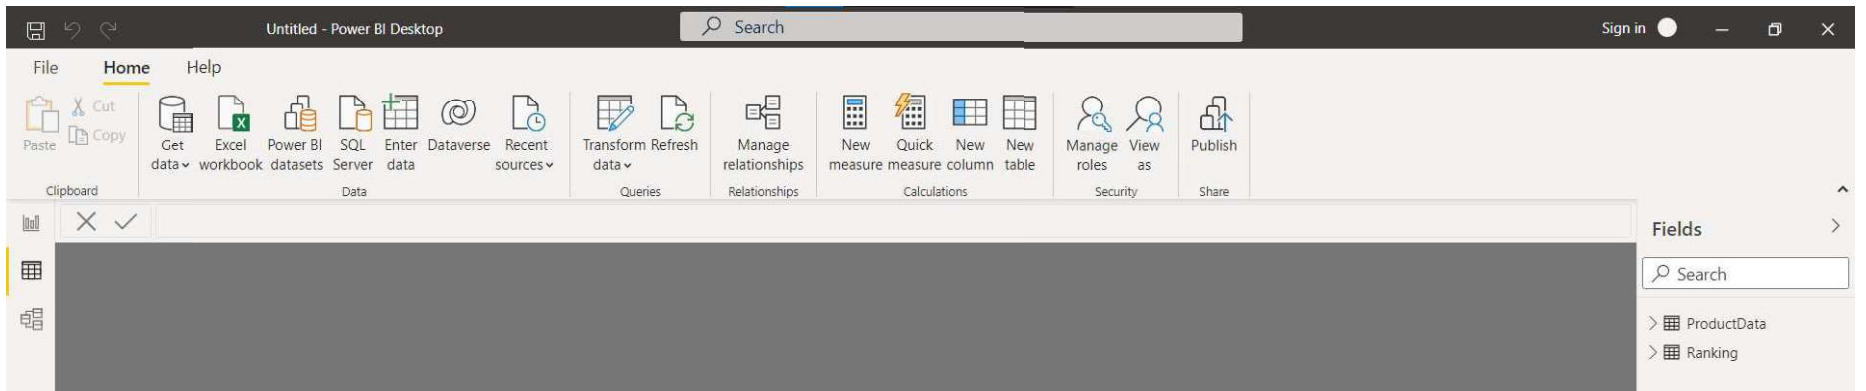 Untitled - Power BI Desktop
Search
Sign in
File Home Help
Paste
Cut
Copy
Get data
Excel workbook
Power BI datasets
SQL Server
Enter data
Dataverse
Recent sources
Transform data
Refresh
Manage relationships
New measure
Quick measure
New column
New table
Manage roles
View as
Publish
Clipboard
Data
Queries
Relationships
Calculations
Security
Share
Fields
Search
ProductData
Ranking